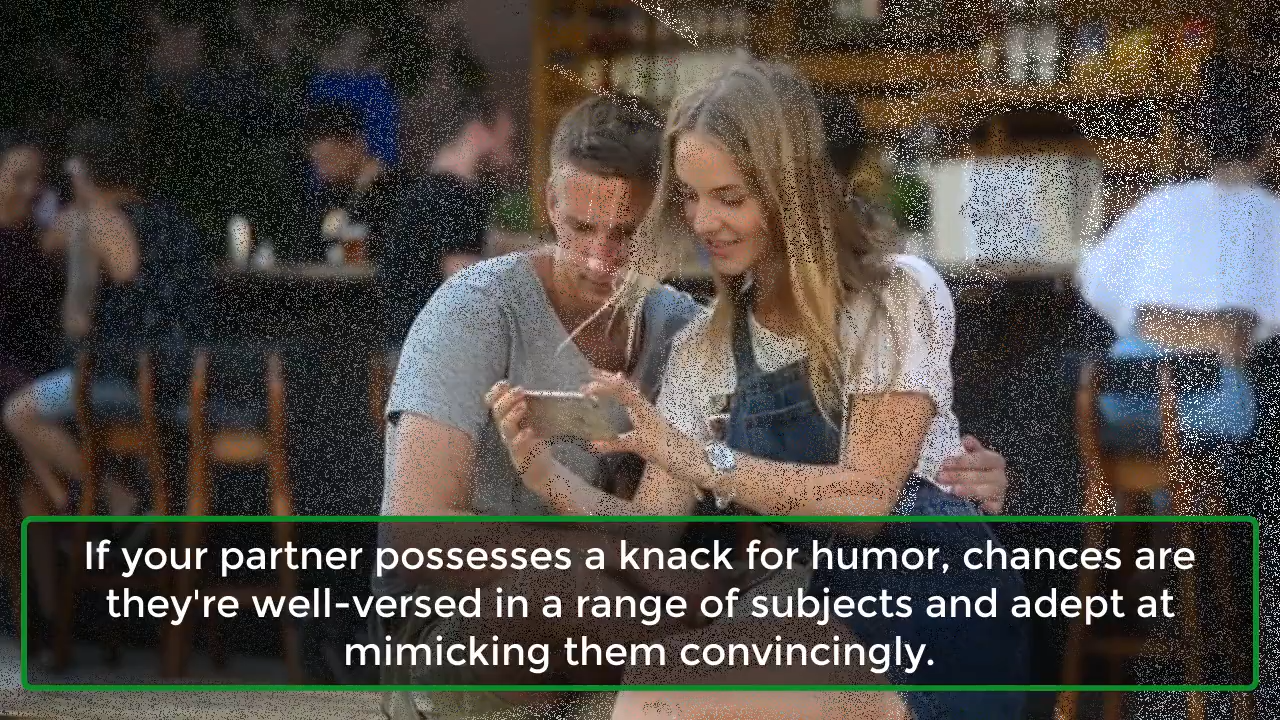 If your partner possesses a knack for humor, chances are
they're well-versed in a range of subjects and adept at
mimicking them convincingly.